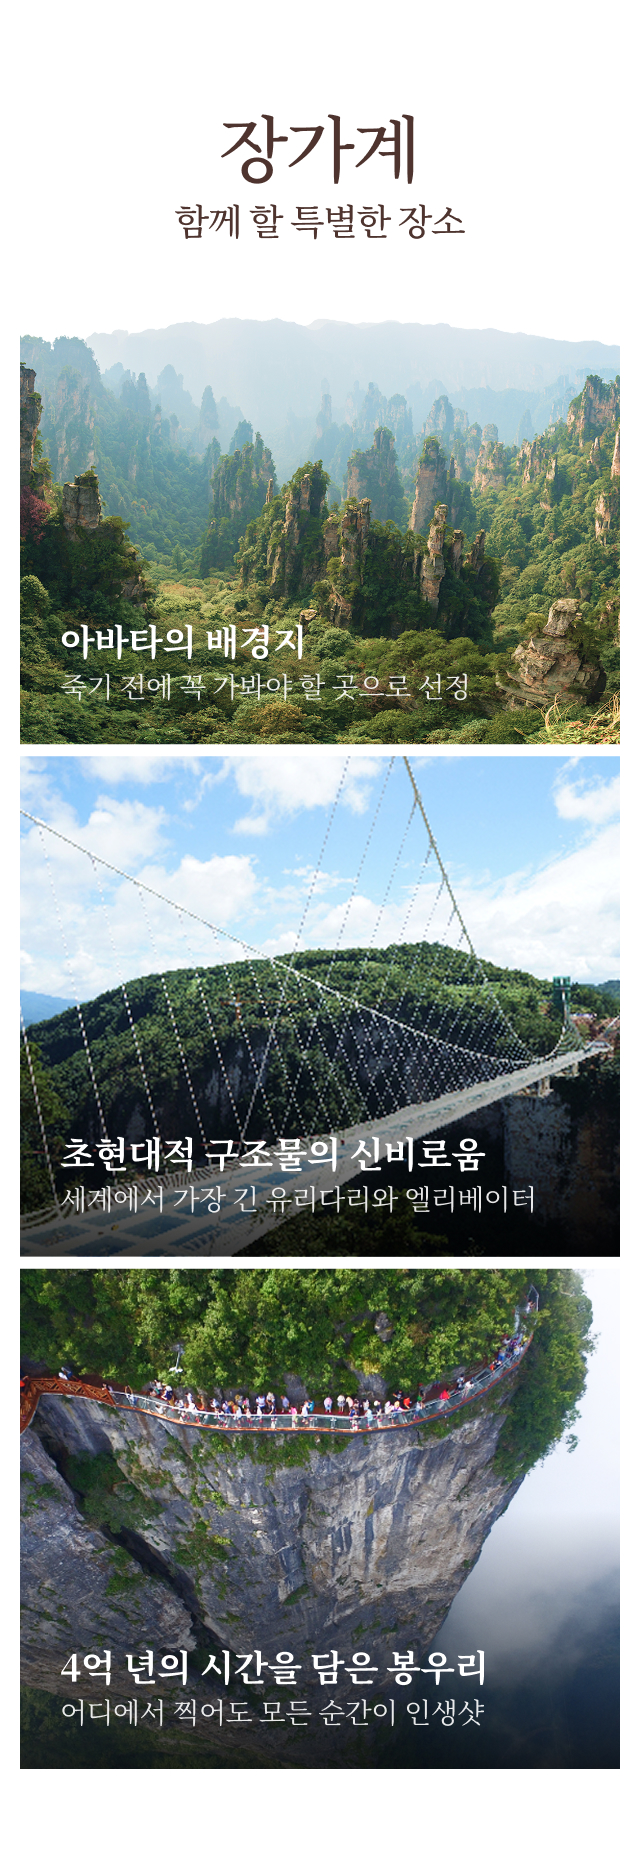 장가계
함께 할 특별한 장소
아바타의 배경지
죽기 전에 꼭 가봐야 할 곳으로 선정
초현대적 구조물의 신비로움
세계에서 가장 긴 유리다리와 엘리베이터
4억 년의 시간을 담은 봉우리
어디에서 찍어도 모든 순간이 인생샷